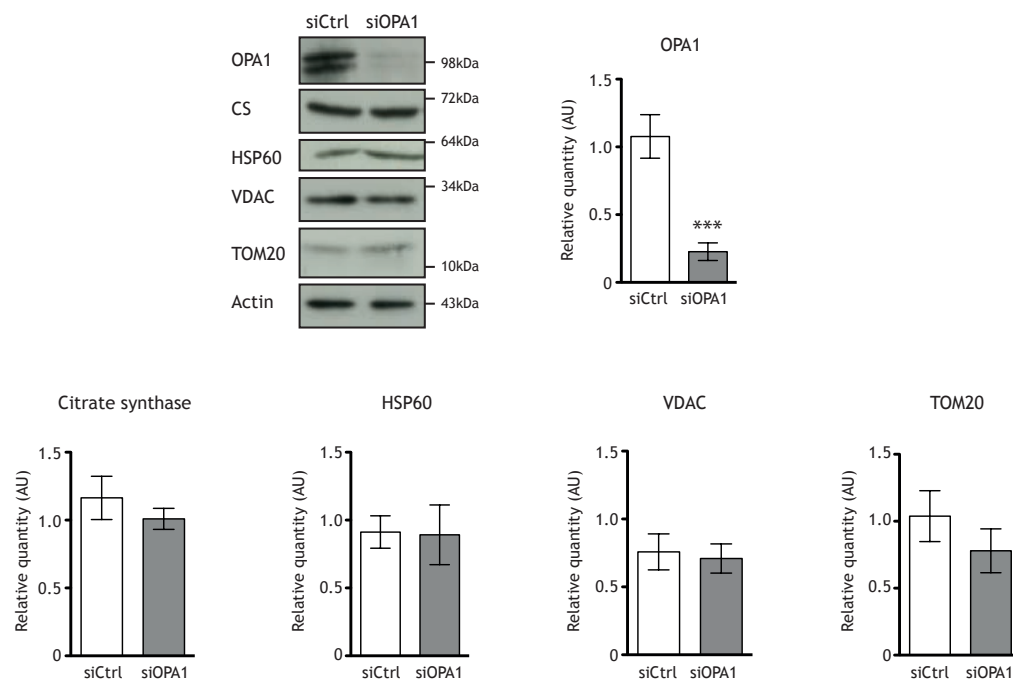 siCtrl siOPA1
OPA1
98kDa
CS
72kDa
HSP60
64kDa
VDAC
34kDa
TOM20
10kDa
Actin
43kDa
OPA1
Relative quantity (AU)
1.5
1.0
0.5
0
***
siCtrl siOPA1
Citrate synthase
Relative quantity (AU)
1.5
1.0
0.5
0
siCtrl siOPA1
HSP60
Relative quantity (AU)
1.5
1.0
0.5
0
siCtrl siOPA1
VDAC
Relative quantity (AU)
1.5
1.0
0.5
0
siCtrl siOPA1
TOM20
Relative quantity (AU)
1.5
1.0
0.5
0
siCtrl siOPA1